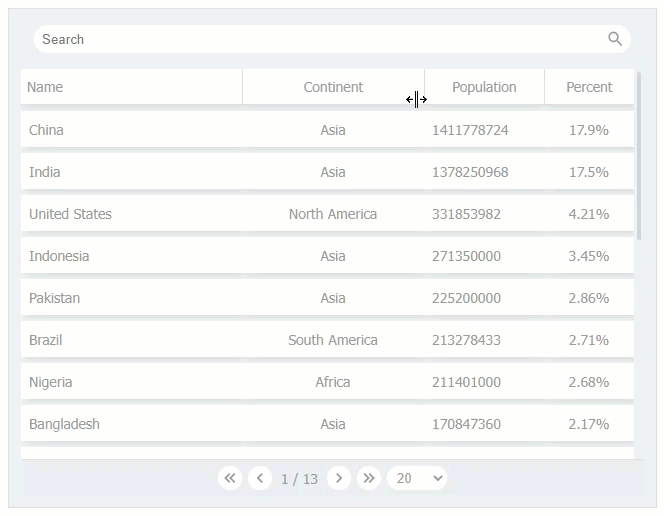 Search
Name Continent Population Percent
China Asia 1411778724 17.9%
India Asia 1378250968 17.5%
United States North America 331853982 4.21%
Indonesia Asia 271350000 3.45%
Pakistan Asia 225200000 2.86%
Brazil South America 213278433 2.71%
Nigeria Africa 211401000 2.68%
Bangladesh Asia 170847360 2.17%
1 / 13 20